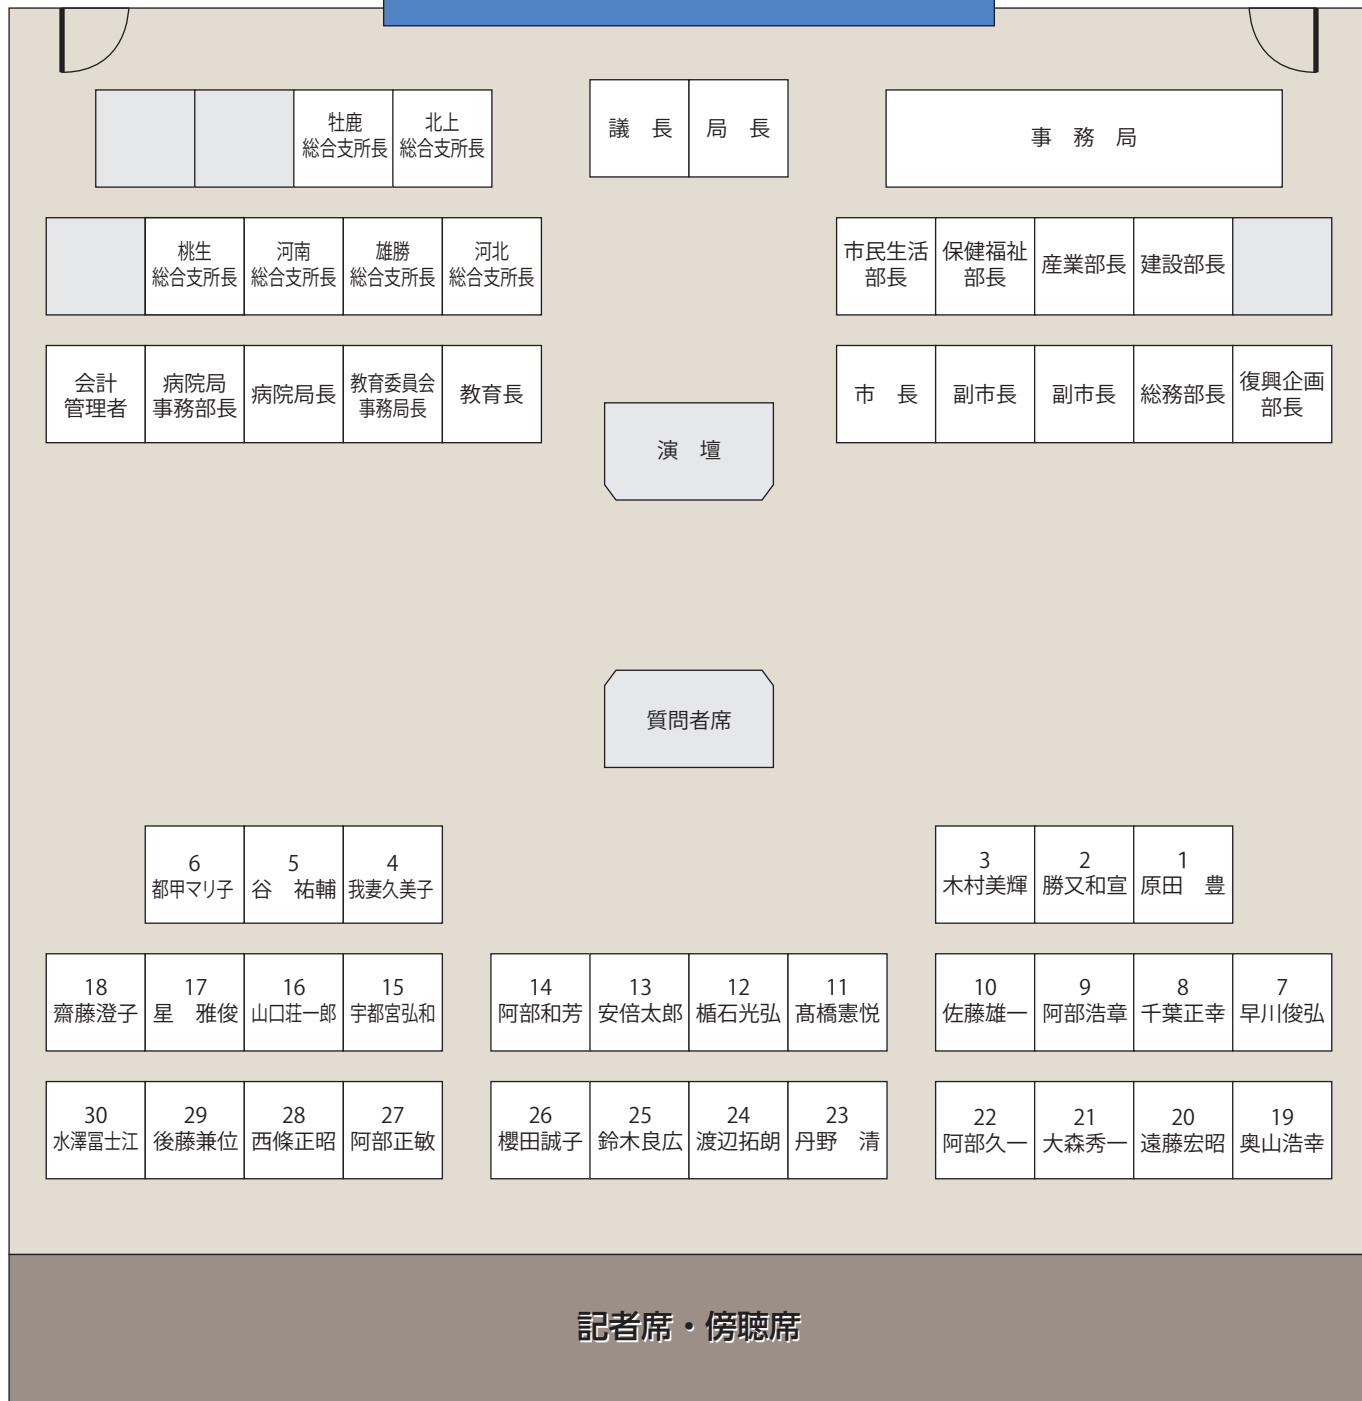 牡鹿
総合支所長
北上
総合支所長
議　長
局　長
事　務　局
桃生
総合支所長
河南
総合支所長
雄勝
総合支所長
河北
総合支所長
市民生活
部長
保健福祉
部長
産業部長
建設部長
会計
管理者
病院局
事務部長
病院局長
教育委員会
事務局長
教育長
市　長
副市長
副市長
総務部長
復興企画
部長
演　壇
質問者席
6
都甲マリ子
5
谷　祐輔
4
我妻久美子
3
木村美輝
2
勝又和宣
1
原田　豊
18
齋藤澄子
17
星　雅俊
16
山口荘一郎
15
宇都宮弘和
14
阿部和芳
13
安倍太郎
12
楯石光弘
11
髙橋憲悦
10
佐藤雄一
9
阿部浩章
8
千葉正幸
7
早川俊弘
30
水澤冨士江
29
後藤兼位
28
西條正昭
27
阿部正敏
26
櫻田誠子
25
鈴木良広
24
渡辺拓朗
23
丹野　清
22
阿部久一
21
大森秀一
20
遠藤宏昭
19
奥山浩幸
記者席・傍聴席